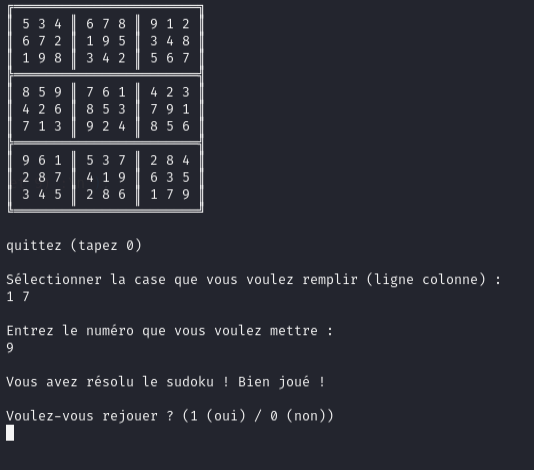 5 3 4 ║ 6 7 8 ║ 9 1 2
6 7 2 ║ 1 9 5 ║ 3 4 8
1 9 8 ║ 3 4 2 ║ 5 6 7
8 5 9 ║ 7 6 1 ║ 4 2 3
4 2 6 ║ 8 5 3 ║ 7 9 1
7 1 3 ║ 9 2 4 ║ 8 5 6
9 6 1 ║ 5 3 7 ║ 2 8 4
2 8 7 ║ 4 1 9 ║ 6 3 5
3 4 5 ║ 2 8 6 ║ 1 7 9
quittez (tapez 0)
Sélectionner la case que vous voulez remplir (ligne colonne) :
1 7
Entrez le numéro que vous voulez mettre :
9
Vous avez résolu le sudoku ! Bien joué !
Voulez-vous rejouer ? (1 (oui) / 0 (non))